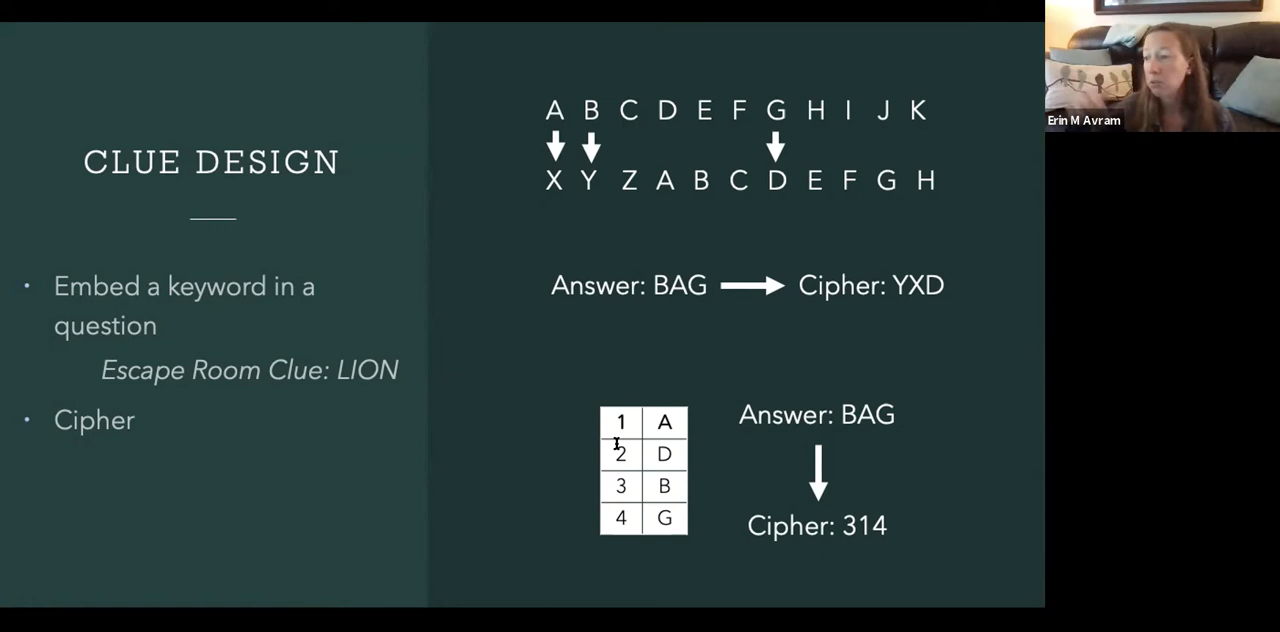 CLUE DESIGN
• Embed a keyword in a
question
Escape Room Clue: LION
• Cipher
A B C D E F G H I J K
X Y Z A B C D E F G H
Answer: BAG
Cipher: YXD
1 A
2 D
3 B
4 G
Answer: BAG
Cipher: 314
Erin M Avram